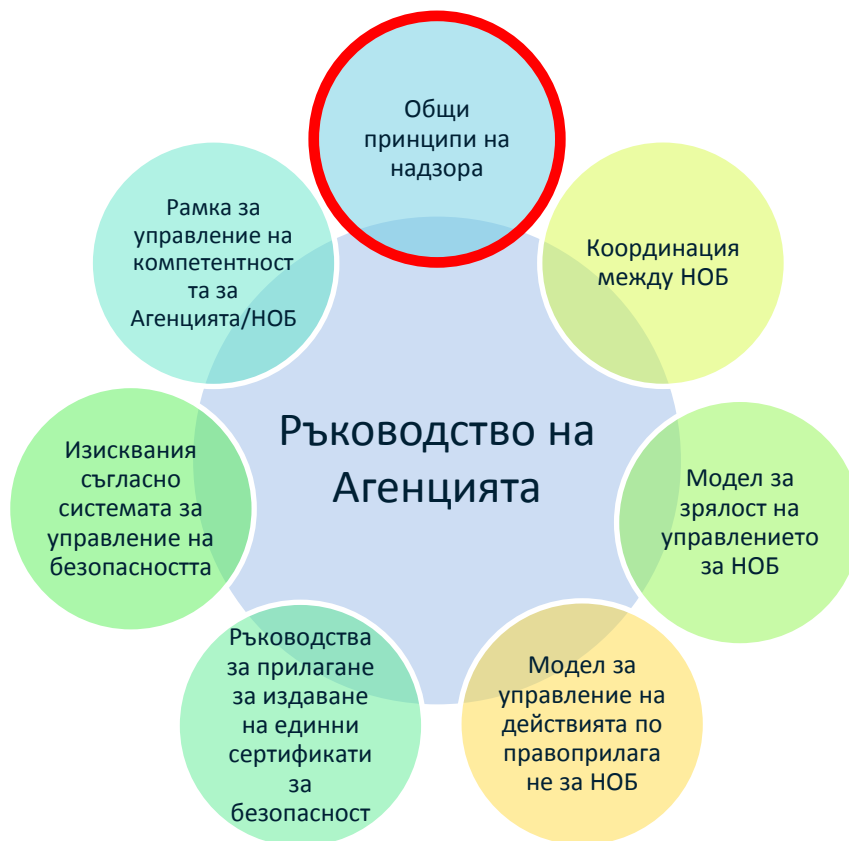 Общи
принципи на
надзора
Координация
между НОБ
Модел за
зрялост на
управлението
за НОБ
Модел за
управление на
действията по
правоприлага
не за НОБ
Ръководства
за прилагане
за издаване
на единни
сертификати
за
безопасност
Изисквания
съгласно
системата за
управление на
безопасността
Рамка за
управление на
компетентност
та за
Агенцията/НОБ
Ръководство на
Агенцията